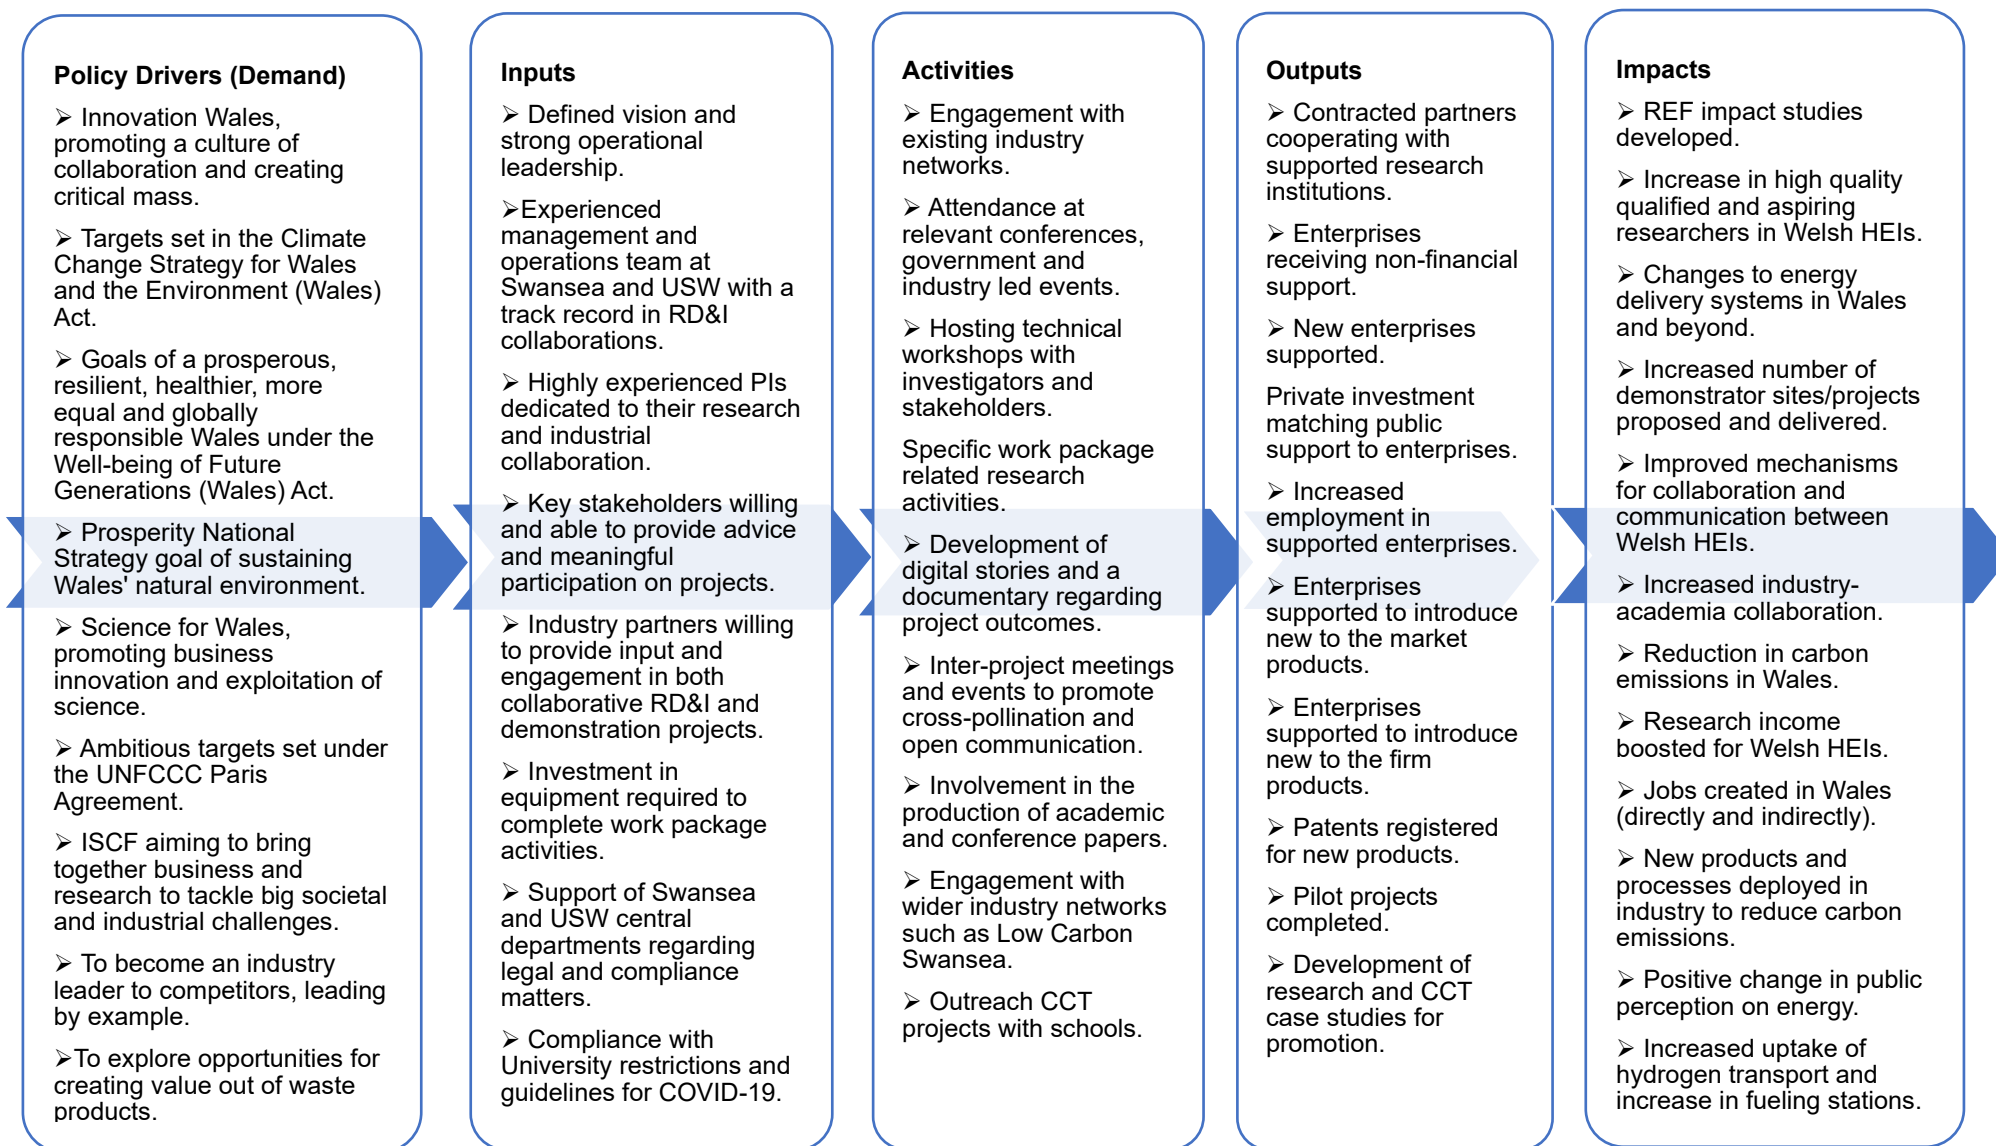 Policy Drivers (Demand)
➢ Innovation Wales,
promoting a culture of
collaboration and creating
critical mass.
➢ Targets set in the Climate
Change Strategy for Wales
and the Environment (Wales)
Act.
➢ Goals of a prosperous,
resilient, healthier, more
equal and globally
responsible Wales under the
Well-being of Future
Generations (Wales) Act.
➢ Prosperity National
Strategy goal of sustaining
Wales' natural environment.
➢ Science for Wales,
promoting business
innovation and exploitation of
science.
➢ Ambitious targets set under
the UNFCCC Paris
Agreement.
➢ ISCF aiming to bring
together business and
research to tackle big societal
and industrial challenges.
➢ To become an industry
leader to competitors, leading
by example.
➢To explore opportunities for
creating value out of waste
products.
Inputs
➢ Defined vision and
strong operational
leadership.
➢Experienced
management and
operations team at
Swansea and USW with a
track record in RD&I
collaborations.
➢ Highly experienced PIs
dedicated to their research
and industrial
collaboration.
➢ Key stakeholders willing
and able to provide advice
and meaningful
participation on projects.
➢ Industry partners willing
to provide input and
engagement in both
collaborative RD&I and
demonstration projects.
➢ Investment in
equipment required to
complete work package
activities.
➢ Support of Swansea
and USW central
departments regarding
legal and compliance
matters.
➢ Compliance with
University restrictions and
guidelines for COVID-19.
Activities
➢ Engagement with
existing industry
networks.
➢ Attendance at
relevant conferences,
government and
industry led events.
➢ Hosting technical
workshops with
investigators and
stakeholders.
Specific work package
related research
activities.
➢ Development of
digital stories and a
documentary regarding
project outcomes.
➢ Inter-project meetings
and events to promote
cross-pollination and
open communication.
➢ Involvement in the
production of academic
and conference papers.
➢ Engagement with
wider industry networks
such as Low Carbon
Swansea.
➢ Outreach CCT
projects with schools.
Outputs
➢ Contracted partners
cooperating with
supported research
institutions.
➢ Enterprises
receiving non-financial
support.
➢ New enterprises
supported.
Private investment
matching public
support to enterprises.
➢ Increased
employment in
supported enterprises.
➢ Enterprises
supported to introduce
new to the market
products.
➢ Enterprises
supported to introduce
new to the firm
products.
➢ Patents registered
for new products.
➢ Pilot projects
completed.
➢ Development of
research and CCT
case studies for
promotion.
Impacts
➢ REF impact studies
developed.
➢ Increase in high quality
qualified and aspiring
researchers in Welsh HEIs.
➢ Changes to energy
delivery systems in Wales
and beyond.
➢ Increased number of
demonstrator sites/projects
proposed and delivered.
➢ Improved mechanisms
for collaboration and
communication between
Welsh HEIs.
➢ Increased industry-
academia collaboration.
➢ Reduction in carbon
emissions in Wales.
➢ Research income
boosted for Welsh HEIs.
➢ Jobs created in Wales
(directly and indirectly).
➢ New products and
processes deployed in
industry to reduce carbon
emissions.
➢ Positive change in public
perception on energy.
➢ Increased uptake of
hydrogen transport and
increase in fueling stations.